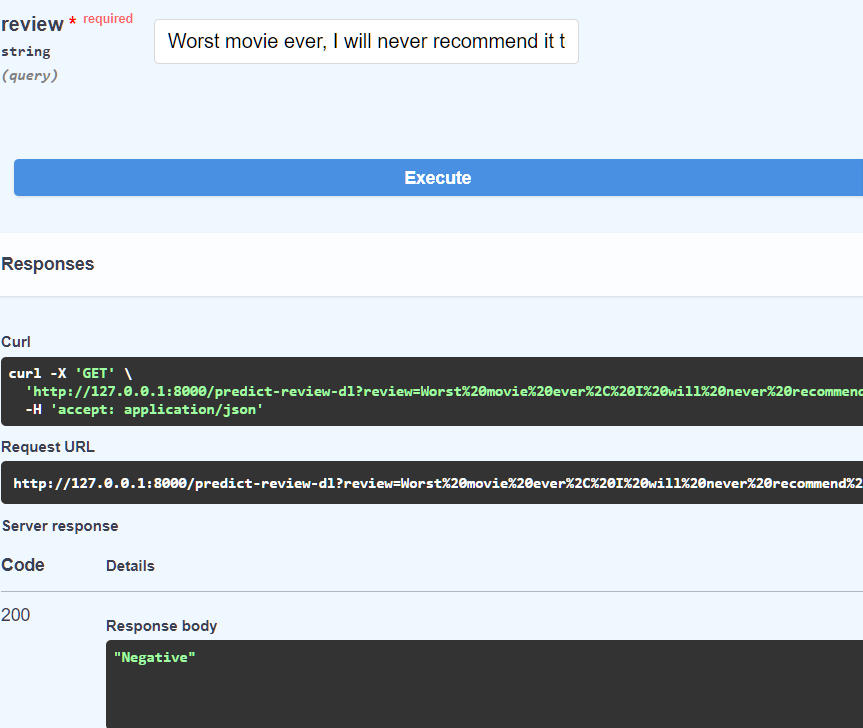 review * required
string
(query)
Worst movie ever, I will never recommend it t
Execute
Responses
Curl
curl -X 'GET' \
'http://127.0.0.1:8000/predict-review-dl?review=Worst%20movie%20ever%2C%20I%20will%20never%20recommend
-H 'accept: application/json'
Request URL
http://127.0.0.1:8000/predict-review-dl?review=Worst%20movie%20ever%2C%20I%20will%20never%20recommend%2
Server response
Code Details
200
Response body
"Negative"